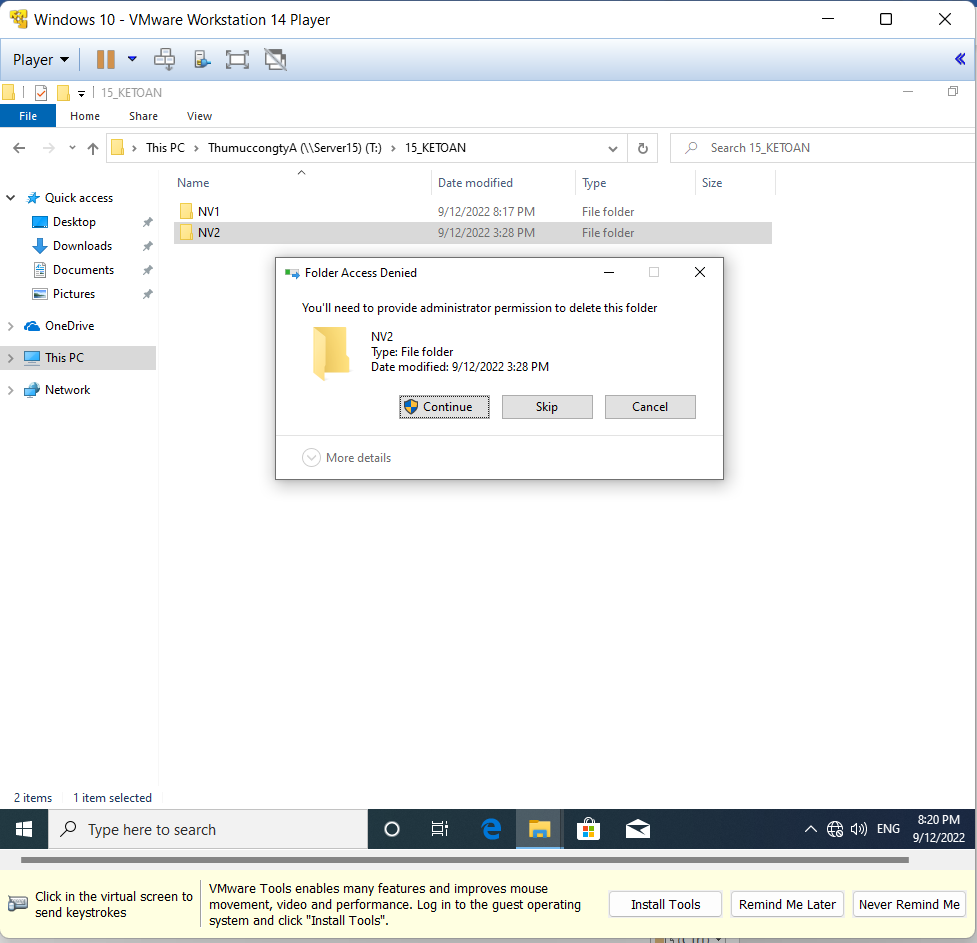 Windows 10 - VMware Workstation 14 Player
Player
15_KETOAN
File Home Share View
This PC > ThumuccongtyA (\\Server15) (T:) > 15_KETOAN
Search 15_KETOAN
Name Date modified Type Size
Quick access
Desktop
Downloads
Documents
Pictures
OneDrive
This PC
Network
NV1 9/12/2022 8:17 PM File folder
NV2 9/12/2022 3:28 PM File folder
Folder Access Denied
You'll need to provide administrator permission to delete this folder
NV2
Type: File folder
Date modified: 9/12/2022 3:28 PM
Continue Skip Cancel
More details
2 items 1 item selected
Type here to search
ENG
8:20 PM
9/12/2022
Click in the virtual screen to
send keystrokes
VMware Tools enables many features and improves mouse
movement, video and performance. Log in to the guest operating
system and click "Install Tools".
Install Tools Remind Me Later Never Remind Me